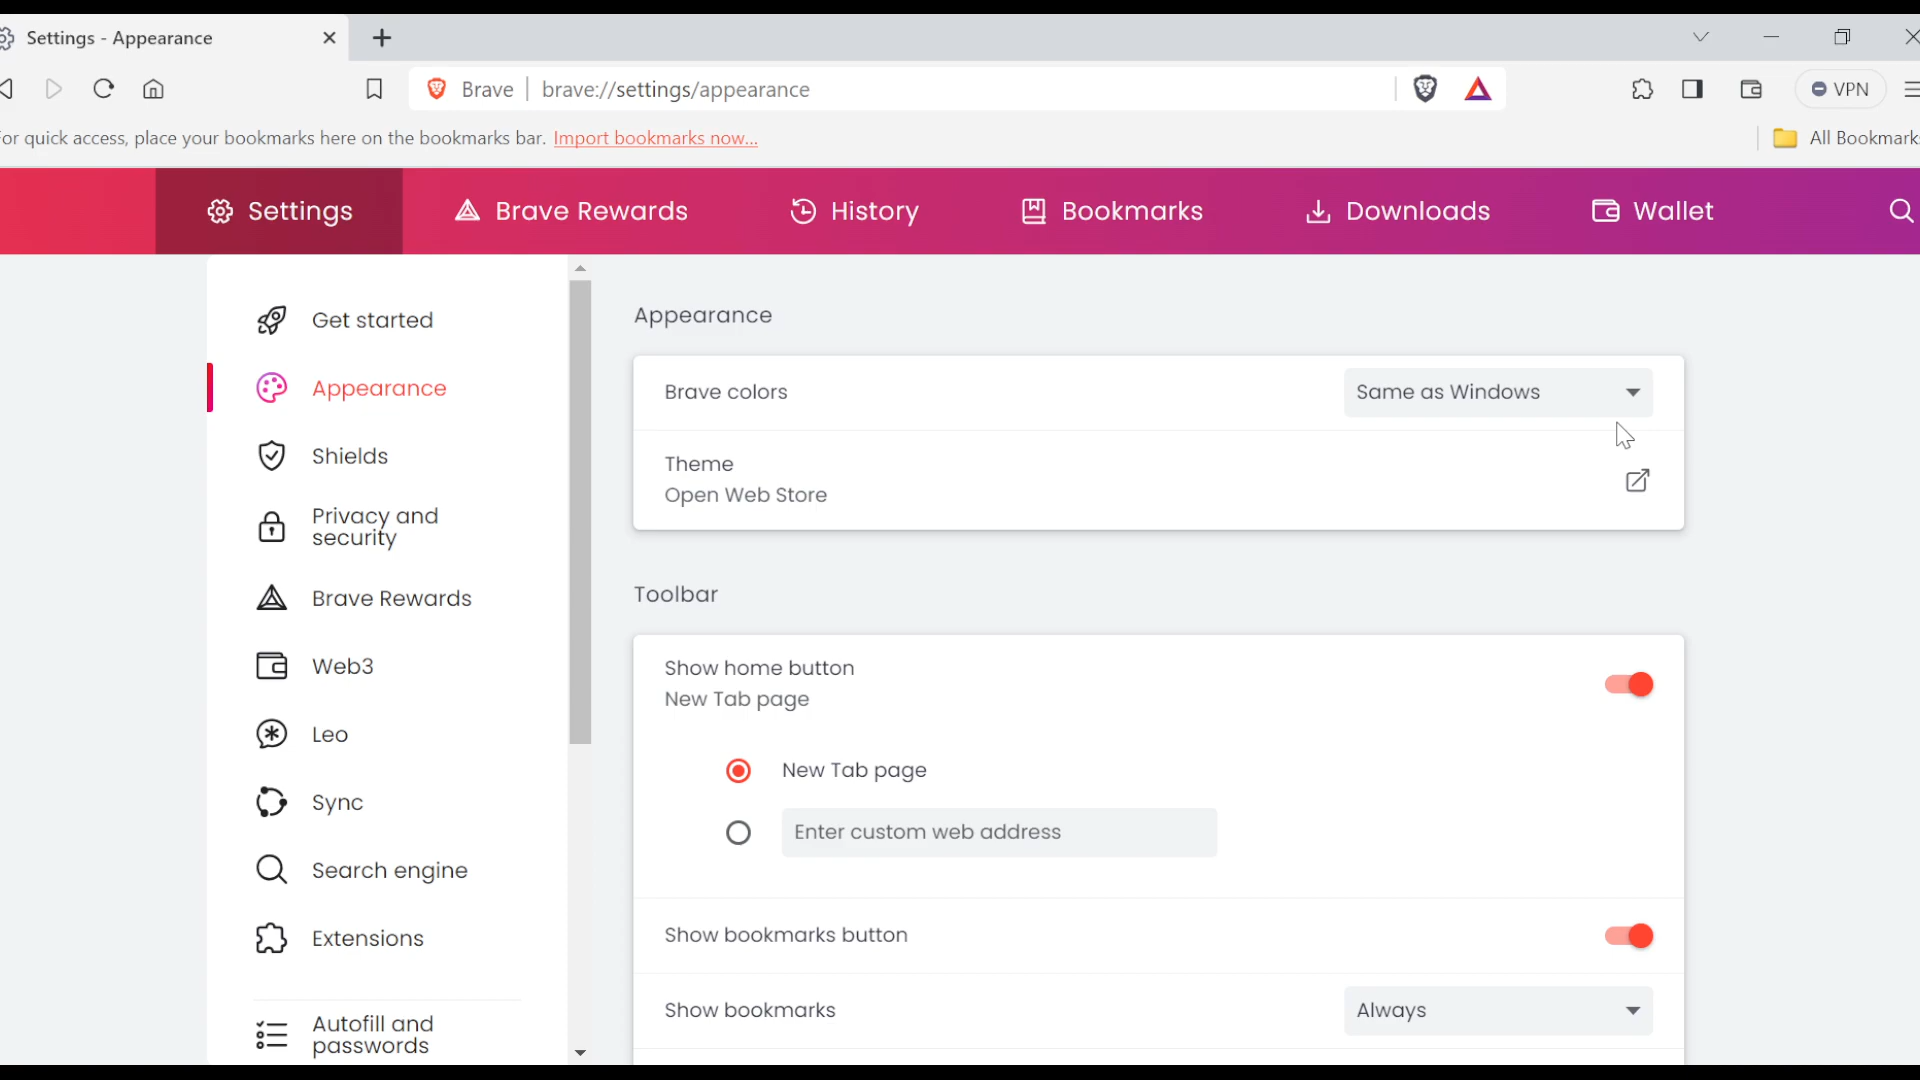 Settings - Appearance
Brave brave://settings/appearance
VPN
or quick access, place your bookmarks here on the bookmarks bar. Import bookmarks now...
All Bookmarks
Settings
Brave Rewards
History
Bookmarks
Downloads
Wallet
Get started
Appearance
Shields
Privacy and
security
Brave Rewards
Web3
Leo
Sync
Search engine
Extensions
Autofill and
passwords
Appearance
Brave colors
Same as Windows
Theme
Open Web Store
Toolbar
Show home button
New Tab page
New Tab page
Enter custom web address
Show bookmarks button
Show bookmarks
Always